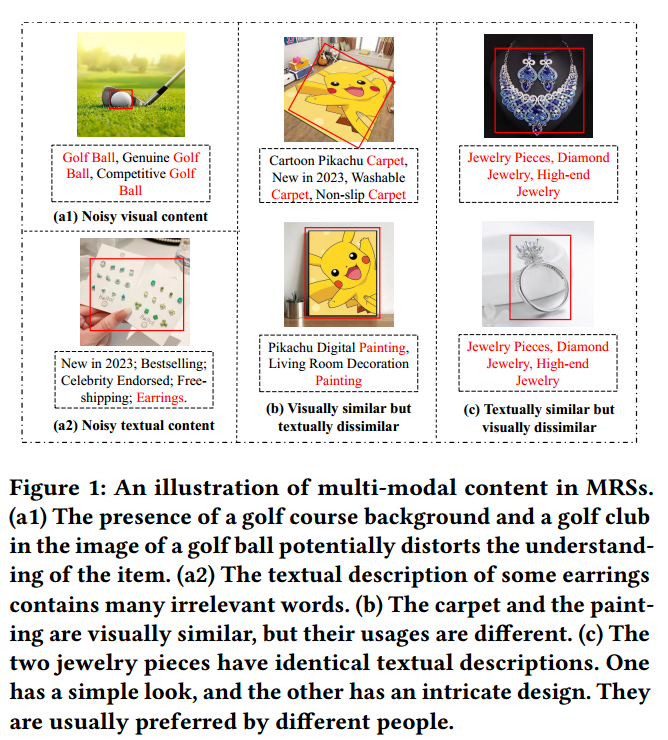 Golf Ball, Genuine Golf
Ball, Competitive Golf
Ball
(a1) Noisy visual content
New in 2023; Bestselling;
Celebrity Endorsed; Free-
shipping; Earrings.
(a2) Noisy textual content
Cartoon Pikachu Carpet,
New in 2023, Washable
Carpet, Non-slip Carpet
Pikachu Digital Painting,
Living Room Decoration
Painting
(b) Visually similar but
textually dissimilar
Jewelry Pieces, Diamond
Jewelry, High-end
Jewelry
Jewelry Pieces, Diamond
Jewelry, High-end
Jewelry
(c) Textually similar but
visually dissimilar
Figure 1: An illustration of multi-modal content in MRSs.
(a1) The presence of a golf course background and a golf club
in the image of a golf ball potentially distorts the understand-
ing of the item. (a2) The textual description of some earrings
contains many irrelevant words. (b) The carpet and the paint-
ing are visually similar, but their usages are different. (c) The
two jewelry pieces have identical textual descriptions. One
has a simple look, and the other has an intricate design. They
are usually preferred by different people.